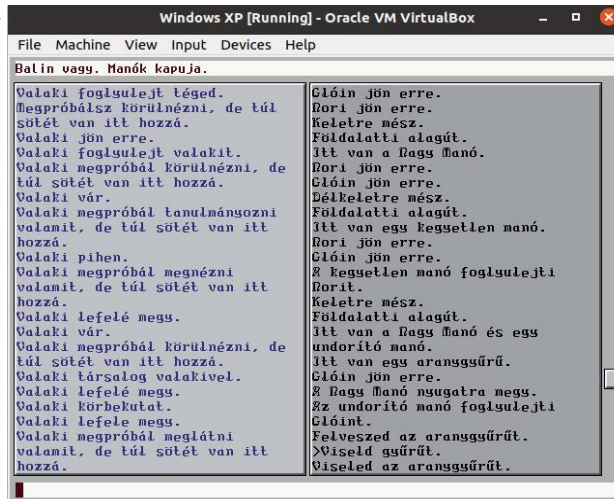 Windows XP [Running] - Oracle VM VirtualBox
File Machine View Input Devices Help
Balin vagy. Manók kapuja.
Valaki foglyulejt téged.
Megpróbálsz körülnézni, de túl
sötét van itt hozzá.
Valaki jön erre.
Valaki foglyulejt valakit.
Valaki megpróbál körülnézni, de
túl sötét van itt hozzá.
Valaki vár.
Valaki megpróbál tanulmányozni
valamit, de túl sötét van itt
hozzá.
Valaki pihen.
Valaki megpróbál megnézni
valamit, de túl sötét van itt
hozzá.
Valaki lefelé megy.
Valaki vár.
Valaki megpróbál körülnézni, de
túl sötét van itt hozzá.
Valaki társalog valakivel.
Valaki lefelé megy.
Valaki körbekutat.
Valaki lefele megy.
Valaki megpróbál meglátni
valamit, de túl sötét van itt
hozzá.
Glóin jön erre.
Nori jön erre.
Keletre mész.
Földalatti alagút.
Itt van a Nagy Manó.
Nori jön erre.
Glóin jön erre.
Délkeletre mész.
Földalatti alagút.
Itt van egy kegyetlen manó.
Nori jön erre.
Glóin jön erre.
A kegyetlen manó foglyulejti
Norit.
Keletre mész.
Földalatti alagút.
Itt van a Nagy Manó és egy
undorító manó.
Itt van egy aranygyűrű.
Glóin jön erre.
A Nagy Manó nyugatra megy.
Az undorító manó foglyulejti
Glóint.
Felveszed az aranygyűrűt.
>Viseld gyűrűt.
Viseled az aranygyűrűt.